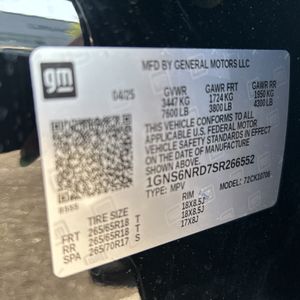 gm
MFD BY GENERAL MOTORS LLC
04/25
GVWR GAWR FRT GAWR RR
3447 KG 1724 KG 1950 KG
7600 LB 3800 LB 4300 LB
THIS VEHICLE CONFORMS TO ALL
APPLICABLE U.S. FEDERAL MOTOR
VEHICLE SAFETY STANDARDS IN EFFECT
ON THE DATE OF MANUFACTURE
SHOWN ABOVE.
1GNS6NRD7SR266552
TYPE: MPV MODEL: 72CK10706
TIRE SIZE RIM
FRT 265/65R18 T 18X8.5J
RR 265/65R18 T 18X8.5J
SPA 265/70R17 T 17X8J